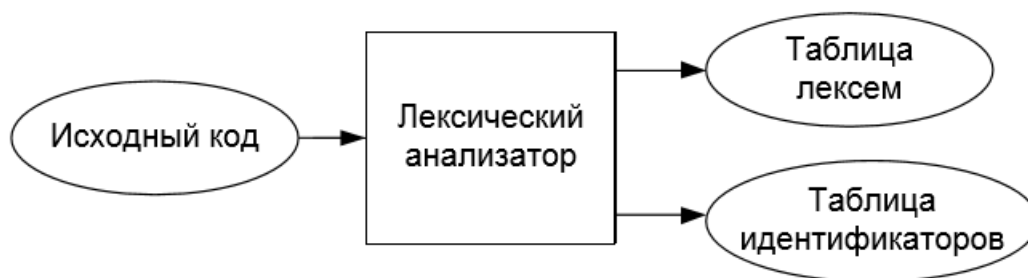 Исходный код
Лексический
анализатор
Таблица
лексем
Таблица
идентификаторов